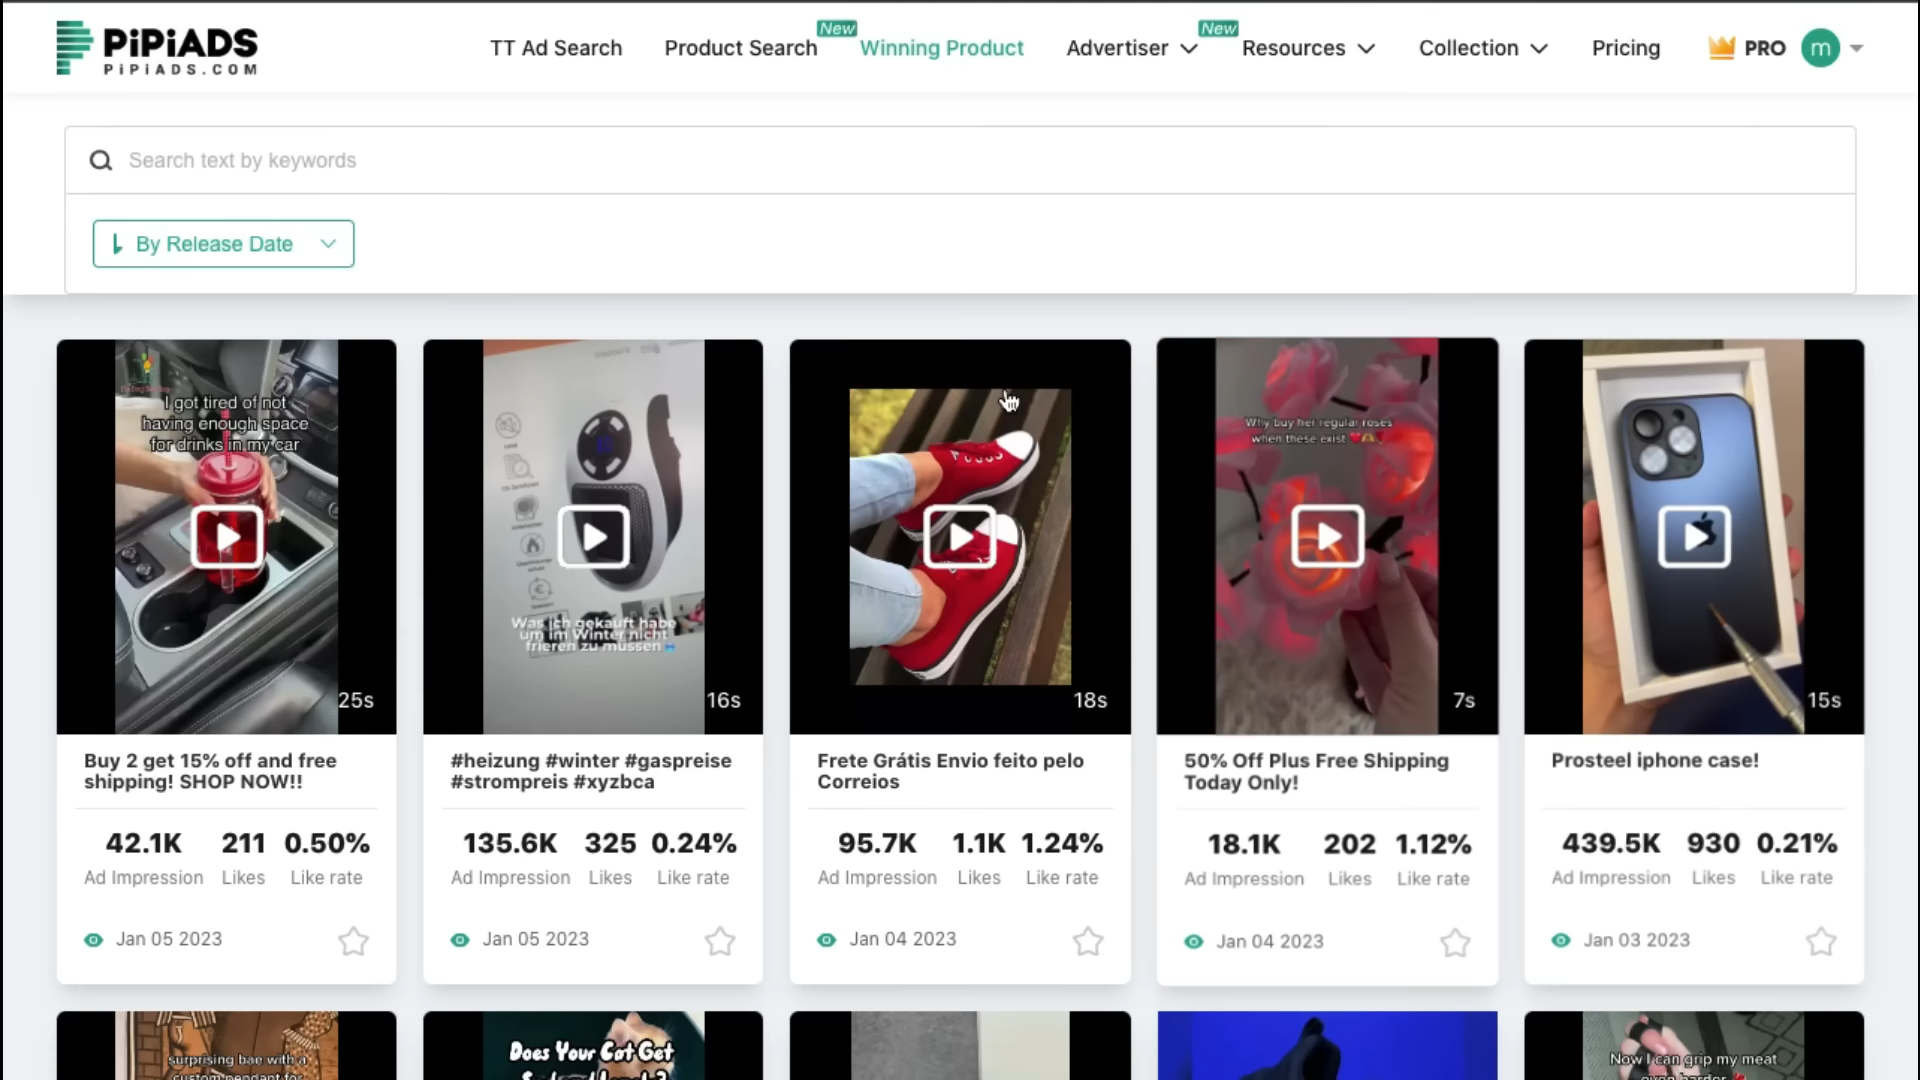 PiPiADS
PiPiADS.COM
TT Ad Search
Product Search
New
Winning Product
Advertiser
New
Resources
Collection
Pricing
PRO
m
Search text by keywords
By Release Date
I got tired of not
having enough space
for drinks in my car
25s
Buy 2 get 15% off and free
shipping! SHOP NOW!!
42.1K 211 0.50%
Ad Impression Likes Like rate
Jan 05 2023
Was ich gekauft habe
um im Winter nicht
frieren zu müssen
16s
#heizung #winter #gaspreise
#strompreis #xyzbca
135.6K 325 0.24%
Ad Impression Likes Like rate
Jan 05 2023
18s
Frete Grátis Envio feito pelo
Correios
95.7K 1.1K 1.24%
Ad Impression Likes Like rate
Jan 04 2023
Why buy her regular roses
when these exist
7s
50% Off Plus Free Shipping
Today Only!
18.1K 202 1.12%
Ad Impression Likes Like rate
Jan 04 2023
15s
Prosteel iphone case!
439.5K 930 0.21%
Ad Impression Likes Like rate
Jan 03 2023
surprising bae with a
custom pendant for
Does Your Cat Get
Now I can grip my meat
even harder